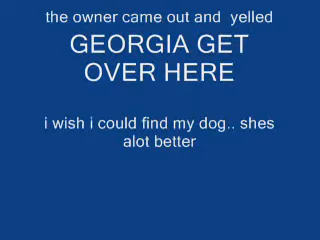 the owner came out and  yelled
GEORGIA GET
OVER HERE
i wish i could find my dog.. shes
alot better